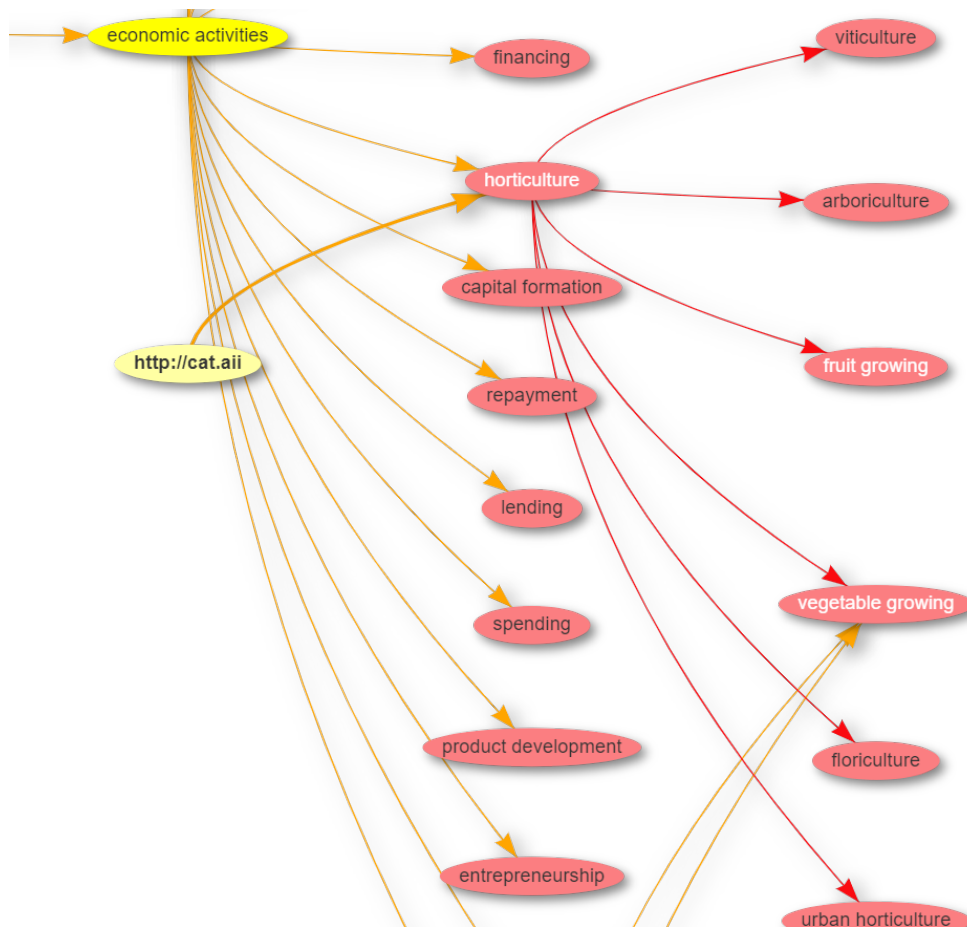 economic activities
financing
viticulture
horticulture
arboriculture
capital formation
http://cat.aii
fruit growing
repayment
lending
vegetable growing
spending
product development
floriculture
entrepreneurship
urban horticulture